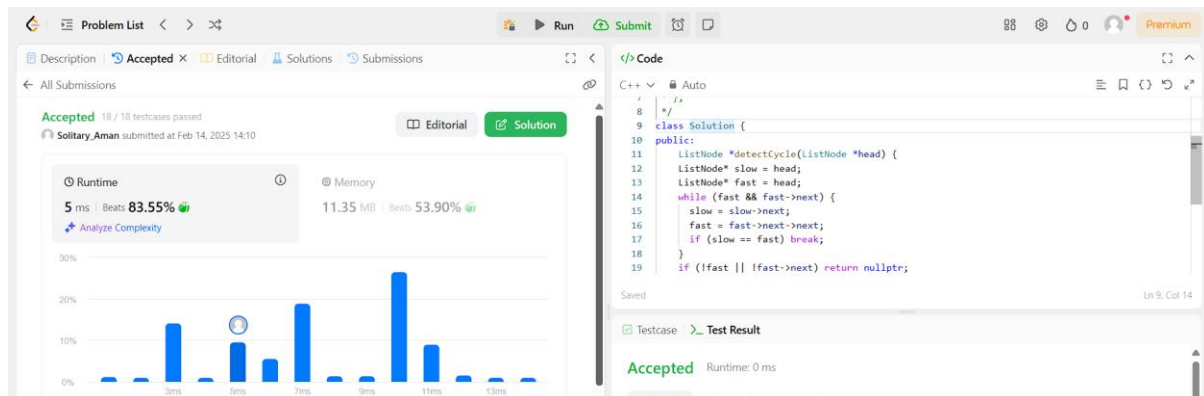 Problem List
Run
Submit
0
Premium
Description
Accepted
Editorial
Solutions
Submissions
All Submissions
Accepted 18 / 18 testcases passed
Solitary_Aman submitted at Feb 14, 2025 14:10
Editorial
Solution
Runtime
5 ms Beats 83.55%
Analyze Complexity
Memory
11.35 MB Beats 53.90%
30%
20%
10%
0%
3ms 5ms 7ms 9ms 11ms 13ms
</> Code
C++ Auto
8 */
9 class Solution {
10 public:
11 ListNode *detectCycle(ListNode *head) {
12 ListNode* slow = head;
13 ListNode* fast = head;
14 while (fast && fast->next) {
15 slow = slow->next;
16 fast = fast->next->next;
17 if (slow == fast) break;
18 }
19 if (!fast || !fast->next) return nullptr;
Saved
Ln 9, Col 14
Testcase
>_ Test Result
Accepted Runtime: 0 ms